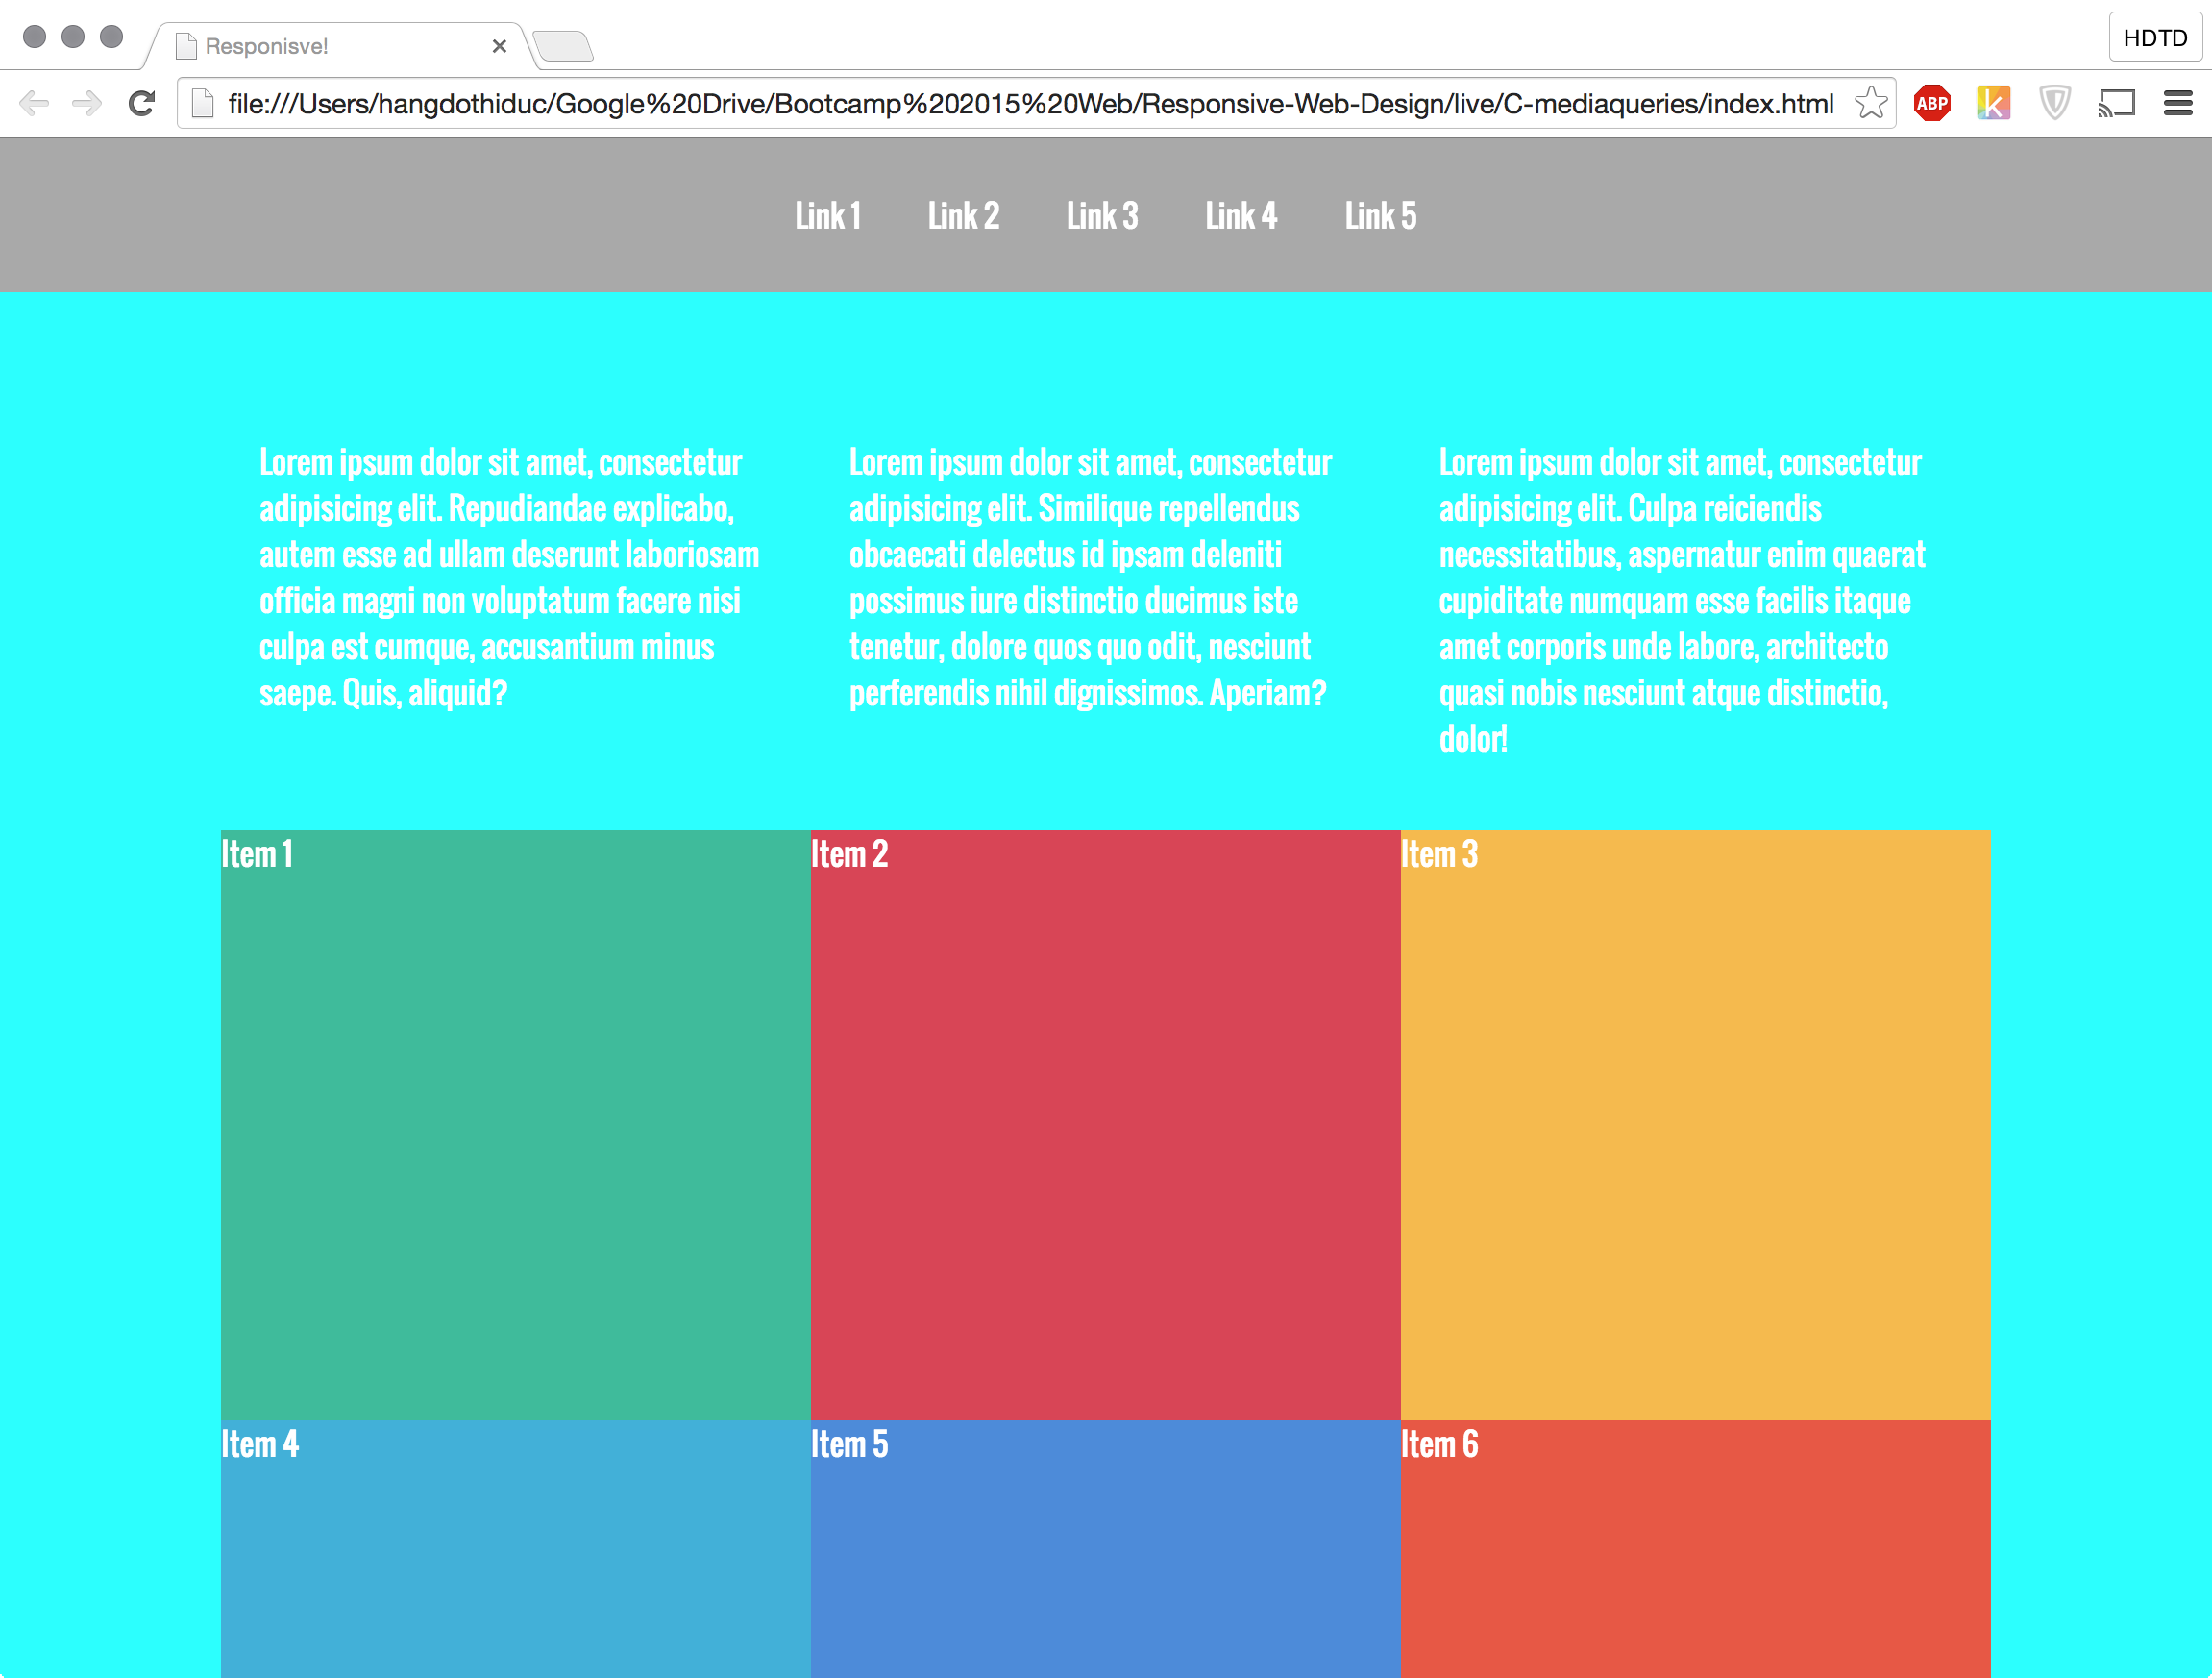 Responisve!
HDTD
file:///Users/hangdothiduc/Google%20Drive/Bootcamp%202015%20Web/Responsive-Web-Design/live/C-mediaqueries/index.html
ABP
k
Link 1 Link 2 Link 3 Link 4 Link 5
Lorem ipsum dolor sit amet, consectetur
adipisicing elit. Repudiandae explicabo,
autem esse ad ullam deserunt laboriosam
officia magni non voluptatum facere nisi
culpa est cumque, accusantium minus
saepe. Quis, aliquid?
Lorem ipsum dolor sit amet, consectetur
adipisicing elit. Similique repellendus
obcaecati delectus id ipsam deleniti
possimus iure distinctio ducimus iste
tenetur, dolore quos quo odit, nesciunt
perferendis nihil dignissimos. Aperiam?
Lorem ipsum dolor sit amet, consectetur
adipisicing elit. Culpa reiciendis
necessitatibus, aspernatur enim quaerat
cupiditate numquam esse facilis itaque
amet corporis unde labore, architecto
quasi nobis nesciunt atque distinctio,
dolor!
Item 1
Item 2
Item 3
Item 4
Item 5
Item 6